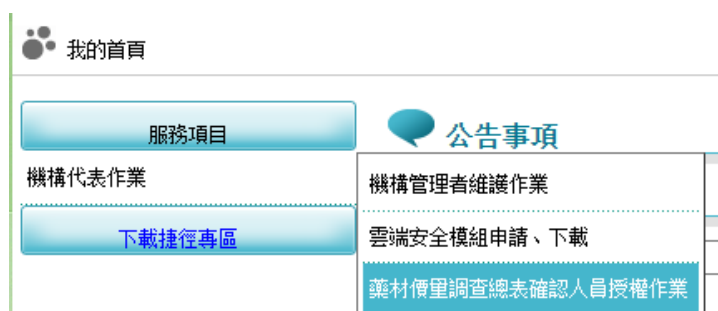 我的首頁
服務項目
公告事項
機構代表作業
機構管理者維護作業
下載捷徑專區
雲端安全模組申請、下載
藥材價量調查總表確認人員授權作業